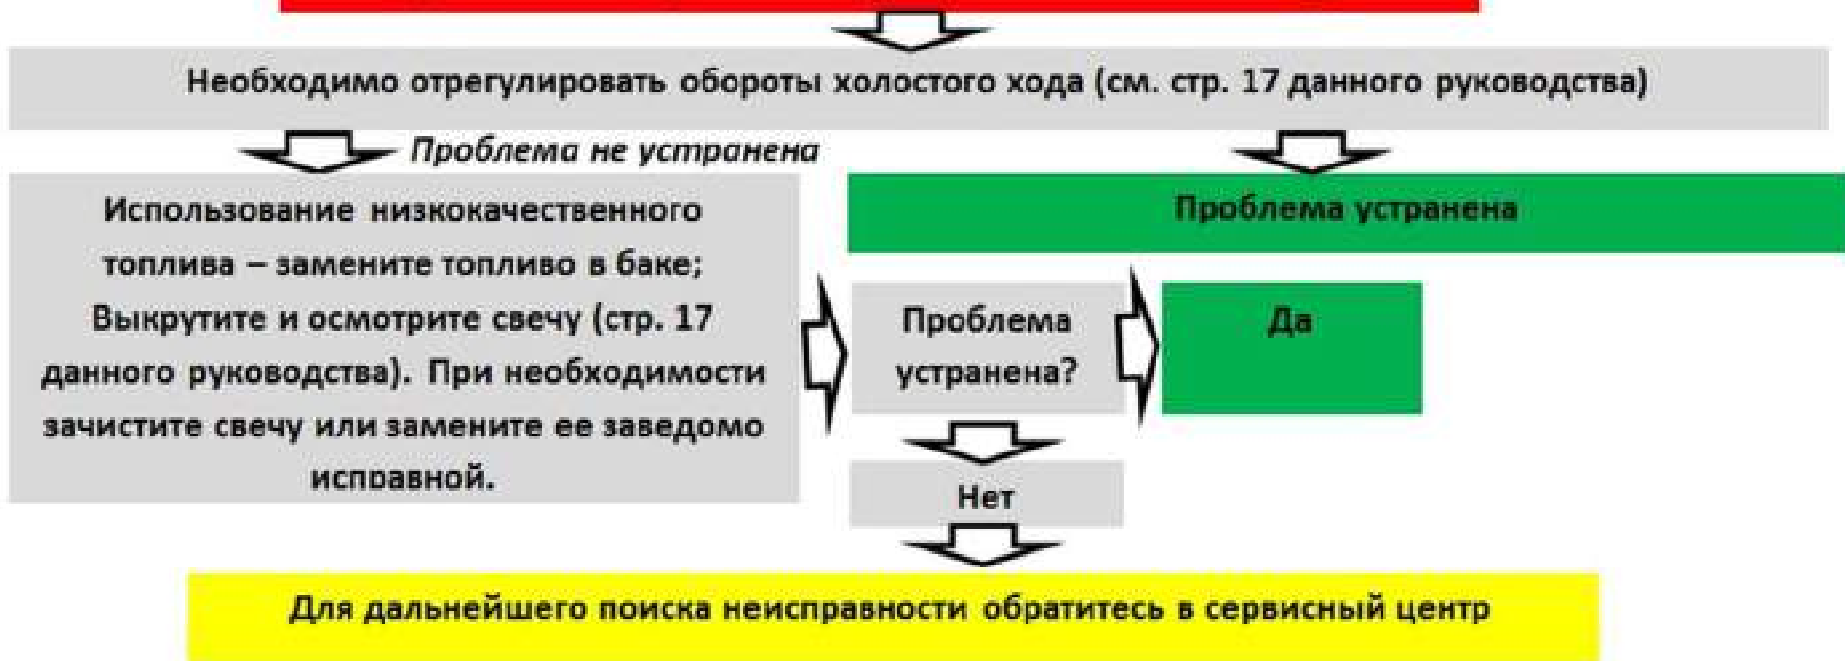 Необходимо отрегулировать обороты холостого хода (см. стр. 17 данного руководства)
Проблема не устранена
Проблема устранена
Использование низкокачественного
топлива – замените топливо в баке;
Выкрутите и осмотрите свечу (стр. 17
данного руководства). При необходимости
зачистите свечу или замените ее заведомо
исправной.
Проблема
устранена?
Да
Нет
Для дальнейшего поиска неисправности обратитесь в сервисный центр